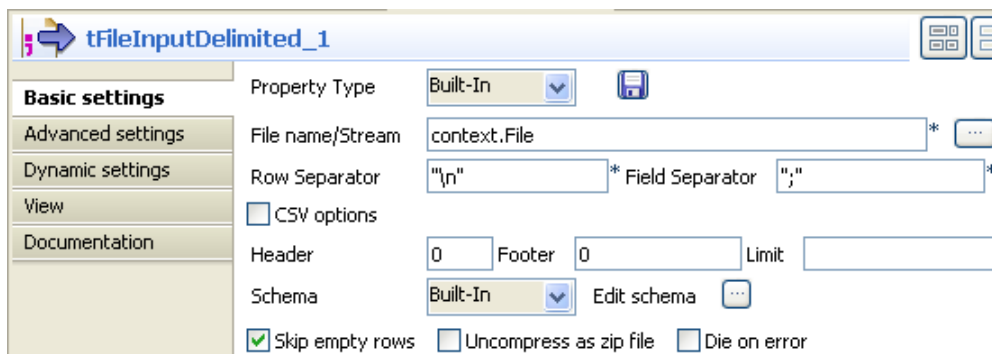 tFileInputDelimited_1
Basic settings
Advanced settings
Dynamic settings
View
Documentation
Property Type Built-In
File name/Stream context.File * ...
Row Separator "\n" * Field Separator ";" *
CSV options
Header 0 Footer 0 Limit
Schema Built-In Edit schema ...
Skip empty rows Uncompress as zip file Die on error